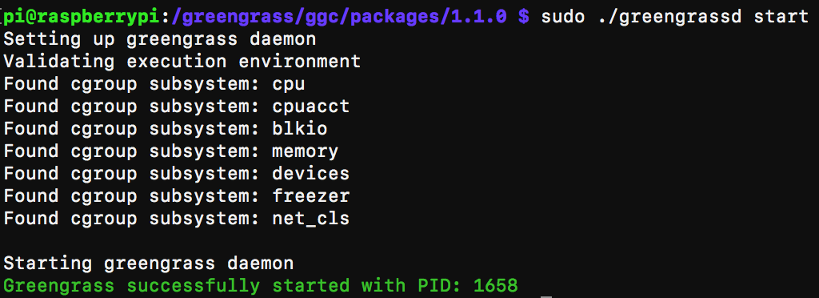 pi@raspberrypi:/greengrass/ggc/packages/1.1.0 $ sudo ./greengrassd start
Setting up greengrass daemon
Validating execution environment
Found cgroup subsystem: cpu
Found cgroup subsystem: cpuacct
Found cgroup subsystem: blkio
Found cgroup subsystem: memory
Found cgroup subsystem: devices
Found cgroup subsystem: freezer
Found cgroup subsystem: net_cls
Starting greengrass daemon
Greengrass successfully started with PID: 1658